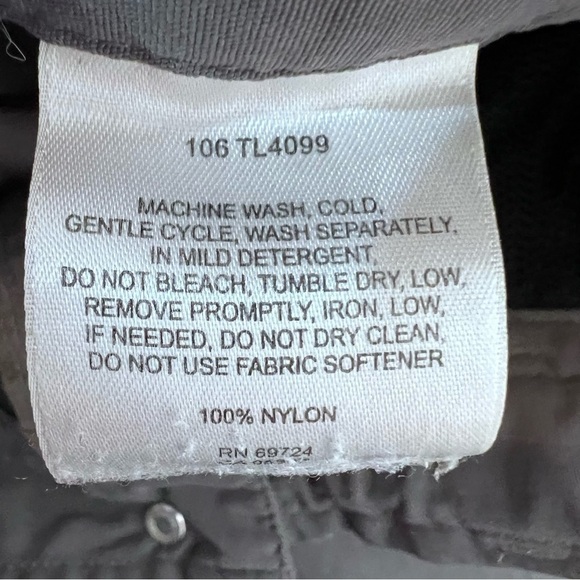 106 TL4099
MACHINE WASH, COLD,
GENTLE CYCLE, WASH SEPARATELY,
IN MILD DETERGENT,
DO NOT BLEACH, TUMBLE DRY, LOW,
REMOVE PROMPTLY, IRON, LOW,
IF NEEDED, DO NOT DRY CLEAN,
DO NOT USE FABRIC SOFTENER
100% NYLON
RN 69724